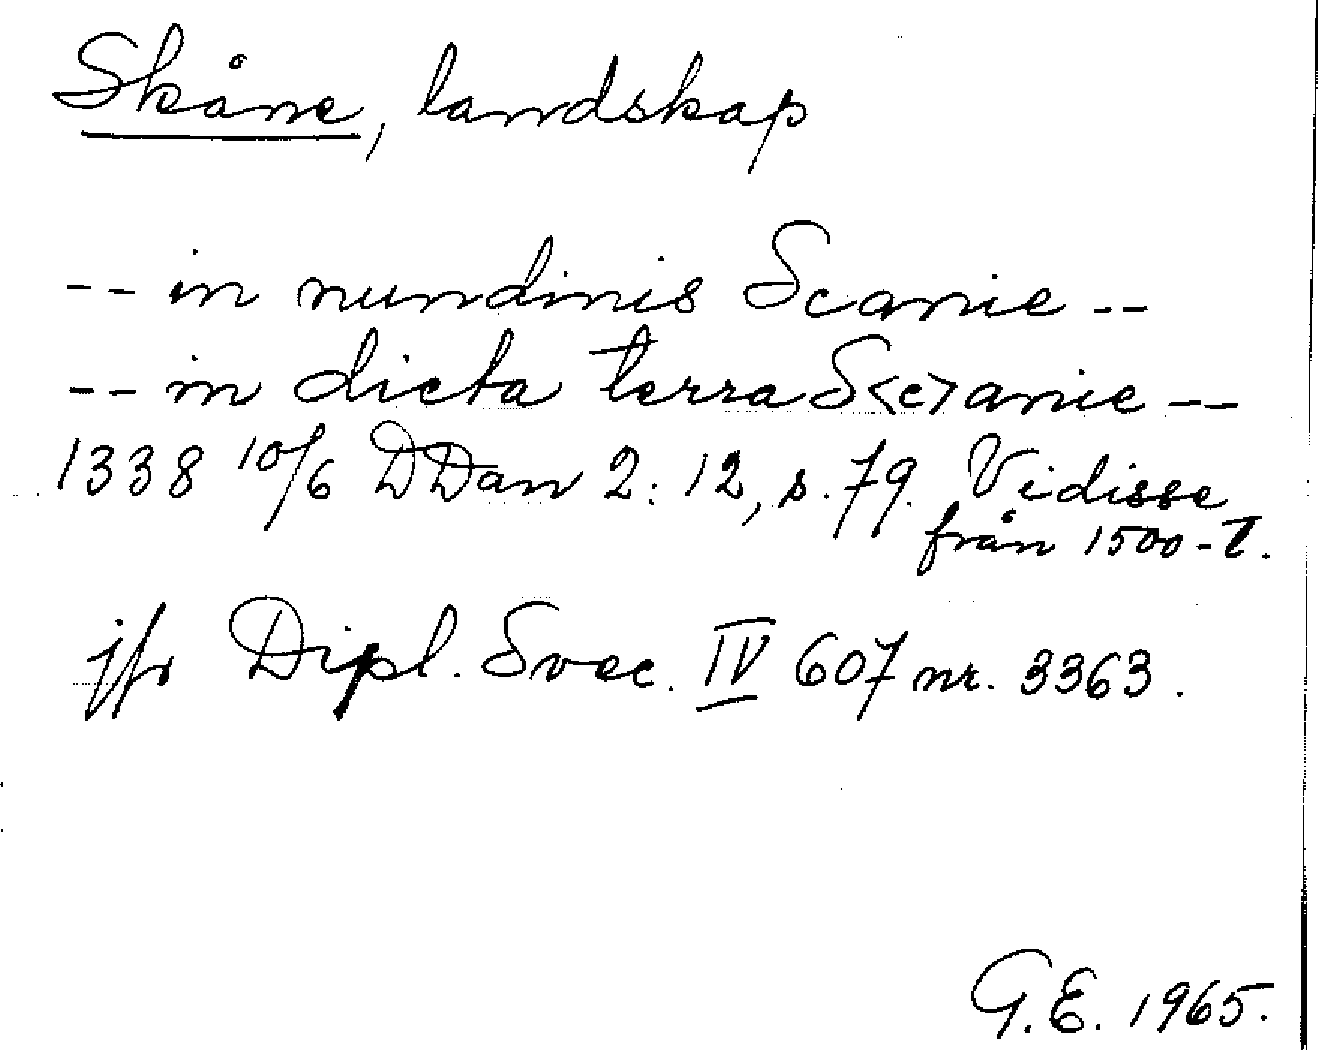 Skåne, landskap
-- in nundinis Scanie --
-- in dicta terra S<c>anie --
1338 10/6 DDan 2:12, s. 79. Vidisse
från 1500-t.
jfr Dipl. Svec. IV 607 nr. 3363.
G.E. 1965.